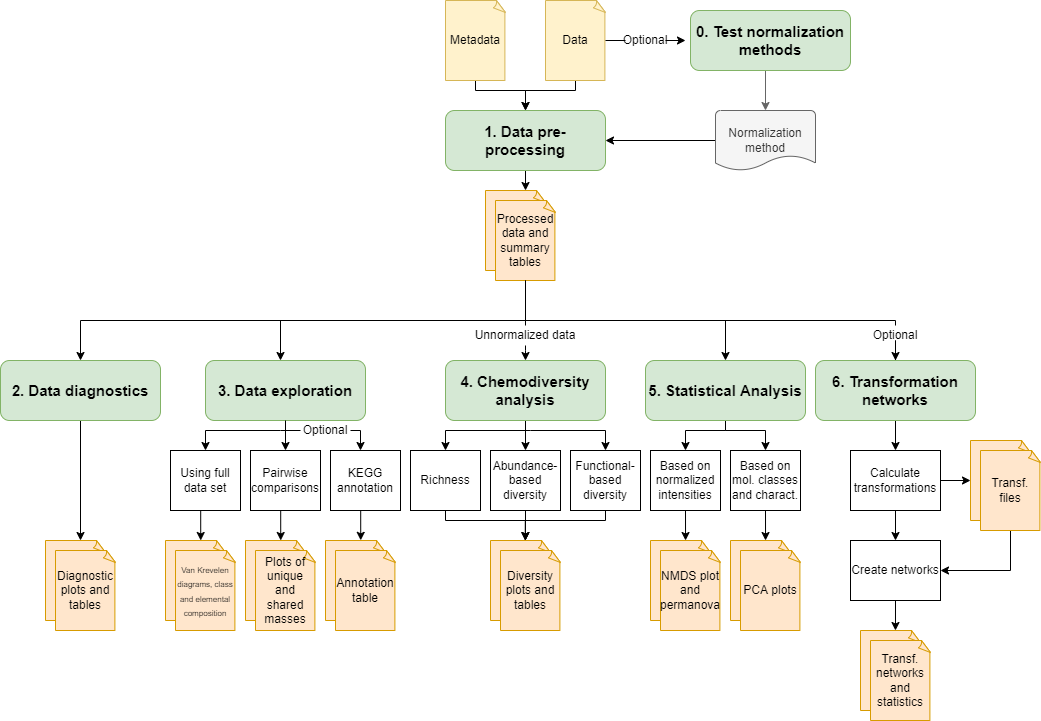 Metadata
Data
Optional
0. Test normalization
methods
1. Data pre-
processing
Normalization
method
Processed
data and
summary
tables
Unnormalized data
Optional
2. Data diagnostics
3. Data exploration
4. Chemodiversity
analysis
5. Statistical Analysis
6. Transformation
networks
Optional
Using full
data set
Pairwise
comparisons
KEGG
annotation
Richness
Abundance-
based
diversity
Functional-
based
diversity
Based on
normalized
intensities
Based on
mol. classes
and charact.
Calculate
transformations
Transf.
files
Create networks
Diagnostic
plots and
tables
Van Krevelen
diagrams, class
and elemental
composition
Plots of
unique
and
shared
masses
Annotation
table
Diversity
plots and
tables
NMDS plot
and
permanova
PCA plots
Transf.
networks
and
statistics